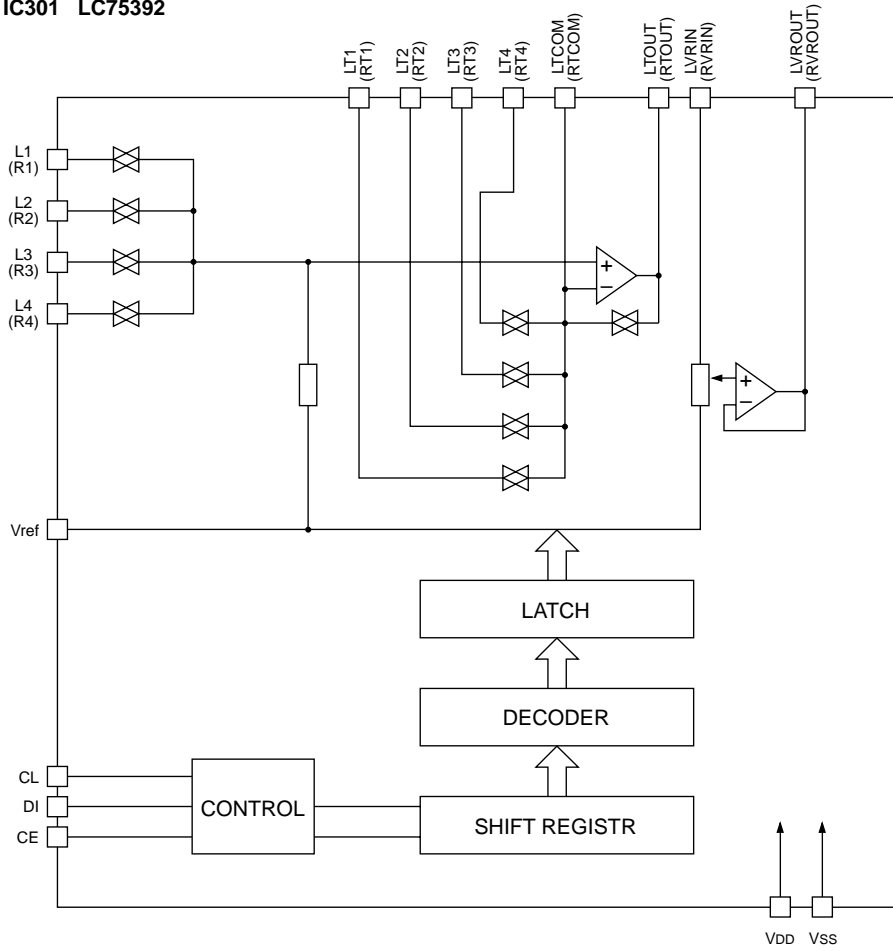 IC301 LC75392
LT1
(RT1)
LT2
(RT2)
LT3
(RT3)
LT4
(RT4)
LTCOM
(RTCOM)
LTOUT
(RTOUT)
LVRIN
(RVRIN)
LVROUT
(RVROUT)
L1
(R1)
L2
(R2)
L3
(R3)
L4
(R4)
+
−
+
−
Vref
LATCH
DECODER
CL
DI
CE
CONTROL
SHIFT REGISTR
VDD
VSS